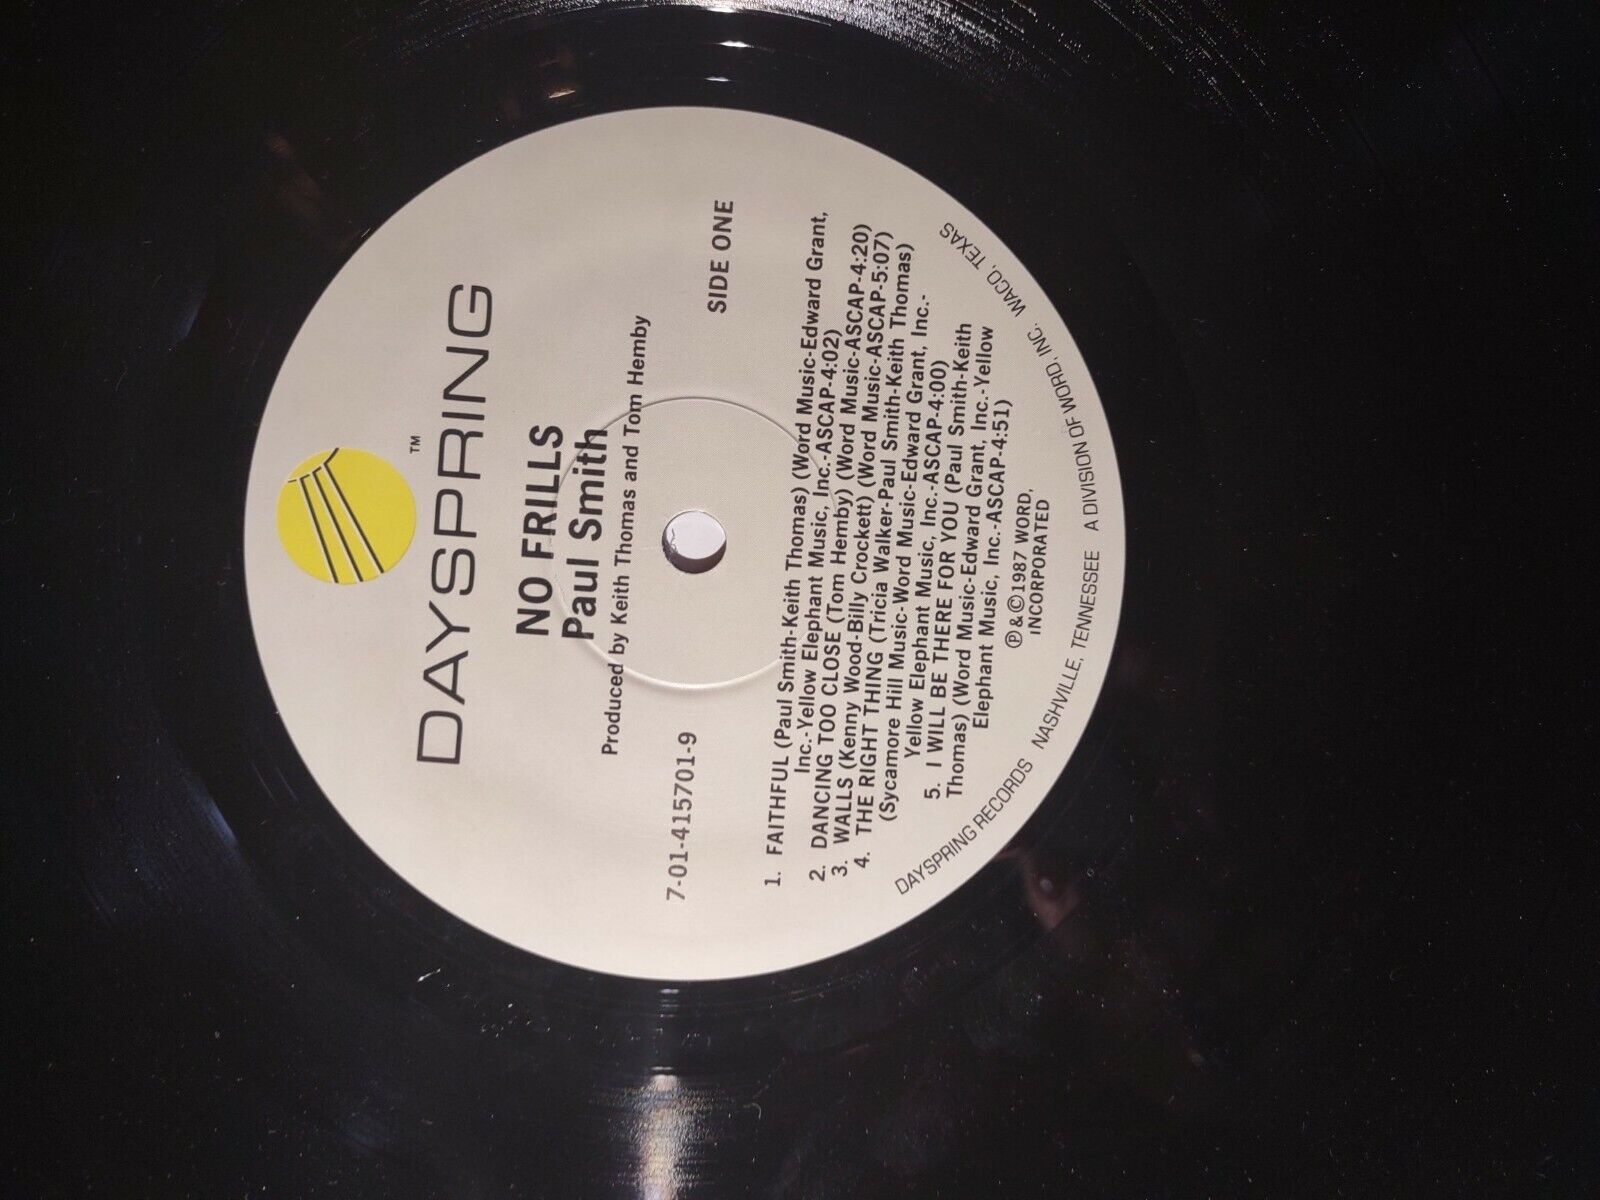 ™
DAYSPRING
NO FRILLS
Paul Smith
Produced by Keith Thomas and Tom Hemby
7-01-415701-9
SIDE ONE
1. FAITHFUL (Paul Smith-Keith Thomas) (Word Music-Edward Grant,
Inc.-Yellow Elephant Music, Inc.-ASCAP-4:02)
2. DANCING TOO CLOSE (Tom Hemby) (Word Music-ASCAP-4:20)
3. WALLS (Kenny Wood-Billy Crockett) (Word Music-ASCAP-5:07)
4. THE RIGHT THING (Tricia Walker-Paul Smith-Keith Thomas)
(Sycamore Hill Music-Word Music-Edward Grant, Inc.-
Yellow Elephant Music, Inc.-ASCAP-4:00)
5. I WILL BE THERE FOR YOU (Paul Smith-Keith
Thomas) (Word Music-Edward Grant, Inc.-Yellow
Elephant Music, Inc.-ASCAP-4:51)
℗&©1987 WORD,
INCORPORATED
DAYSPRING RECORDS NASHVILLE, TENNESSEE A DIVISION OF WORD, INC. WACO, TEXAS